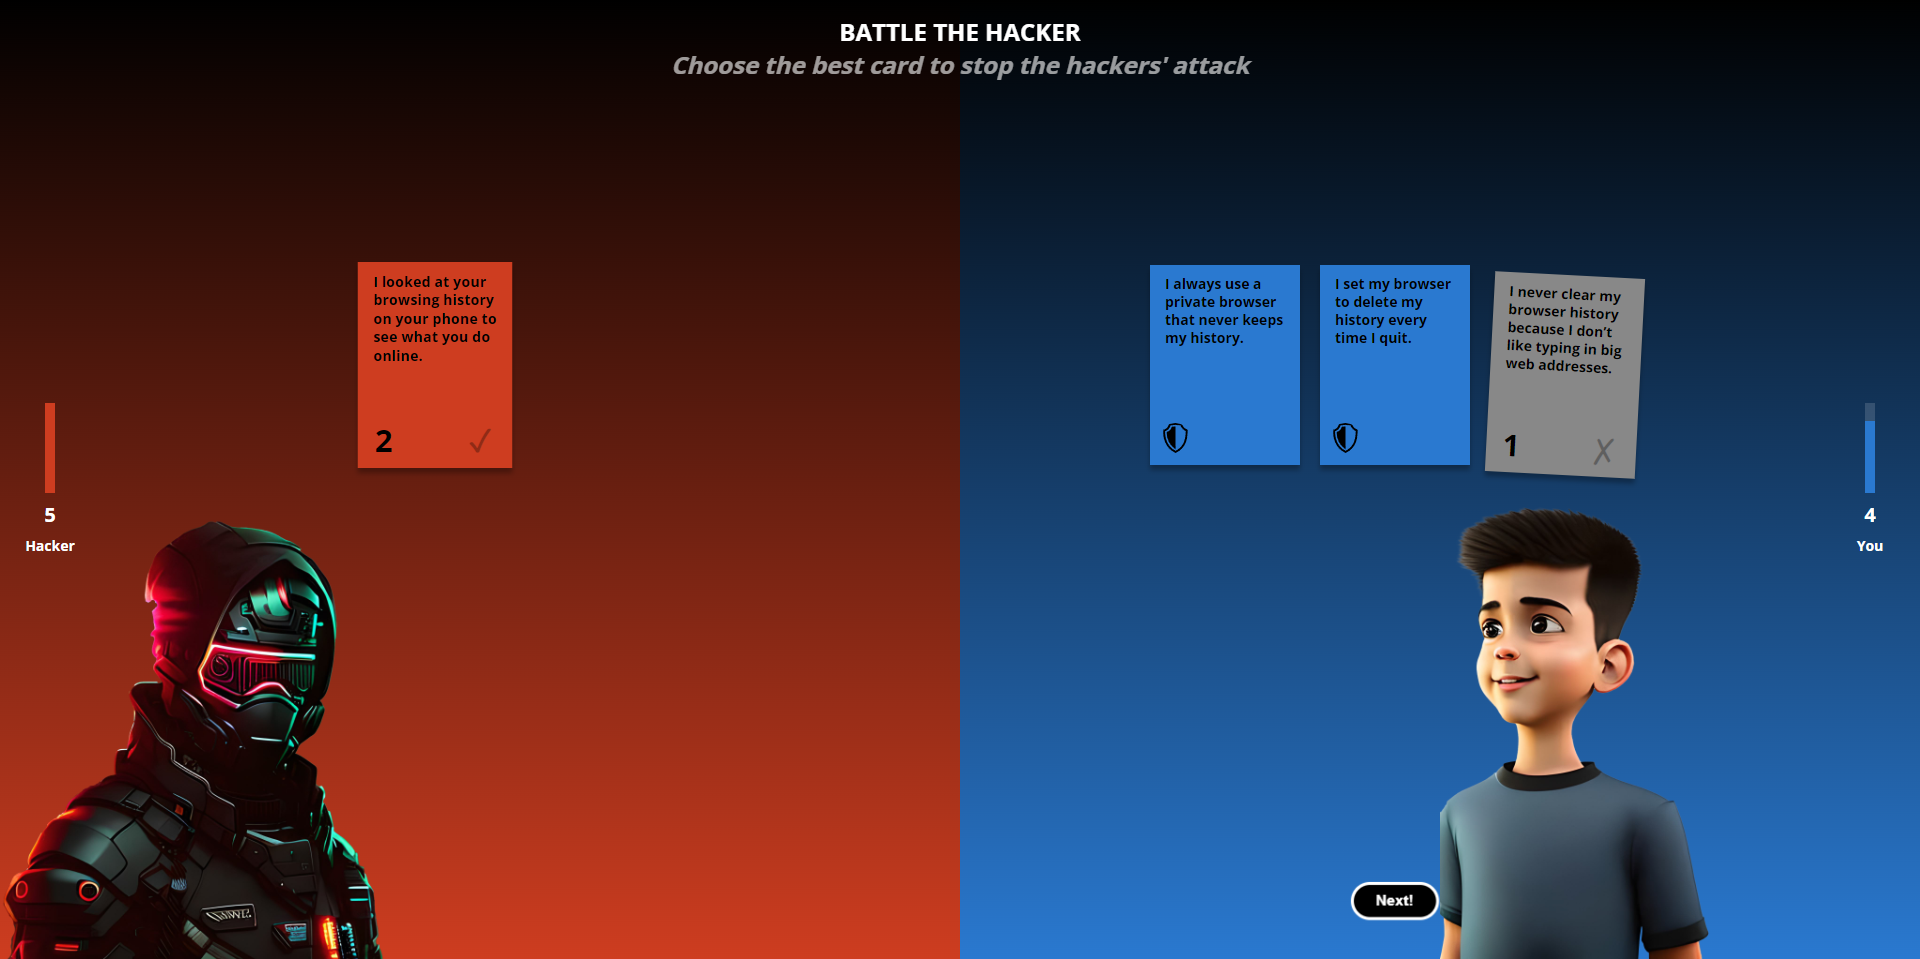 BATTLE THE HACKER
Choose the best card to stop the hackers' attack
I looked at your
browsing history
on your phone to
see what you do
online.
2 ✓
I always use a
private browser
that never keeps
my history.
I set my browser
to delete my
history every
time I quit.
I never clear my
browser history
because I don't
like typing in big
web addresses.
1 ✗
5
Hacker
4
You
Next!